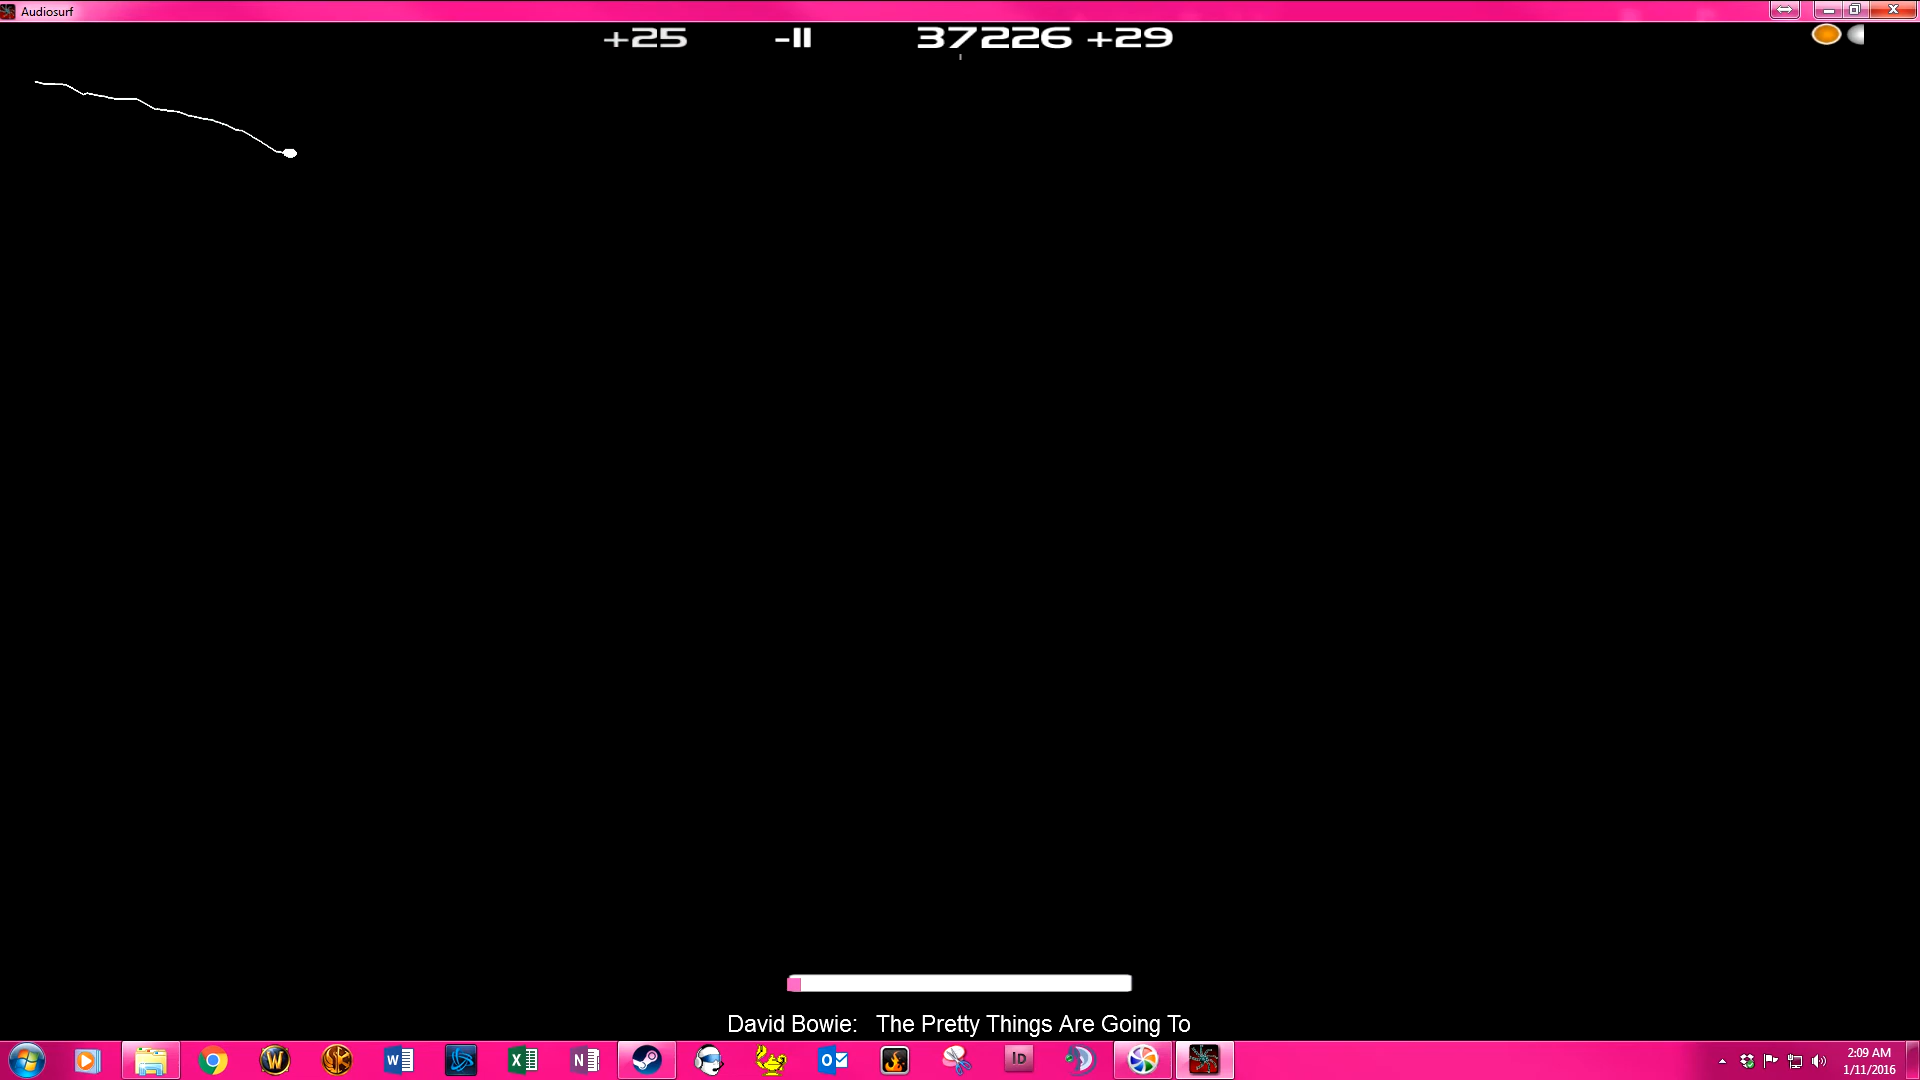 Audiosurf
+25 -11 37226 +29
David Bowie: The Pretty Things Are Going To
W
W
X
N
O
ID
2:09 AM
1/11/2016